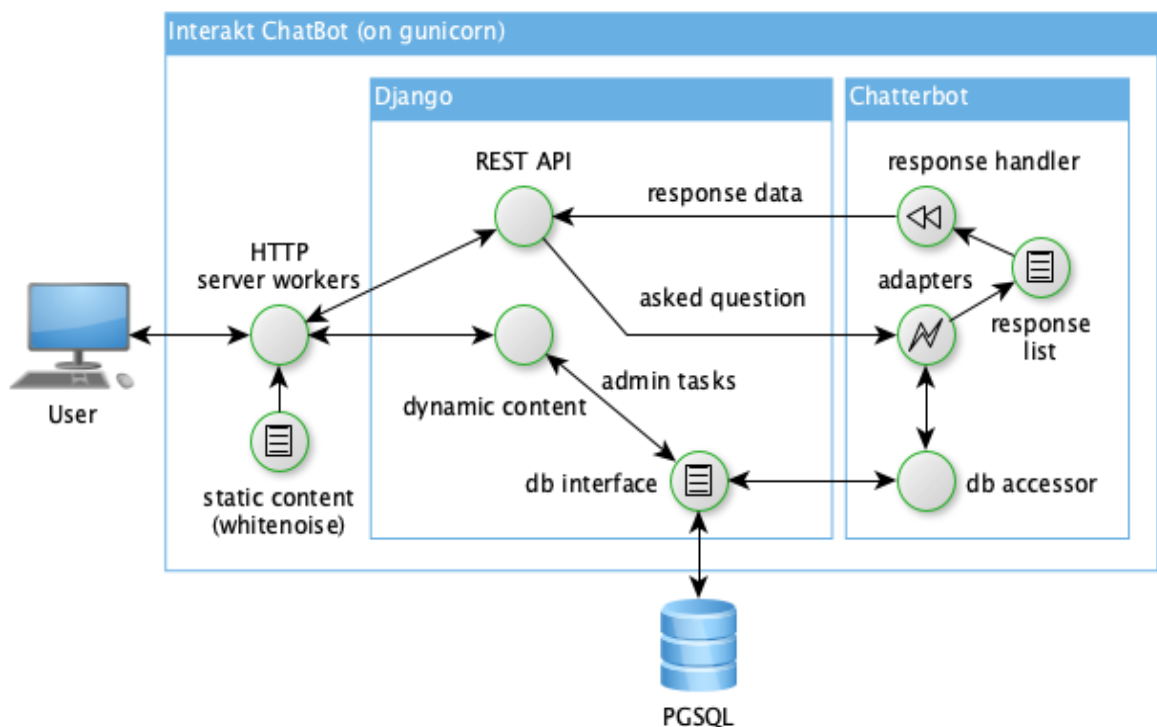 Interakt ChatBot (on gunicorn)
Django
Chatterbot
REST API
response handler
response data
HTTP
server workers
adapters
asked question
response
list
User
admin tasks
dynamic content
static content
(whitenoise)
db interface
db accessor
PGSQL